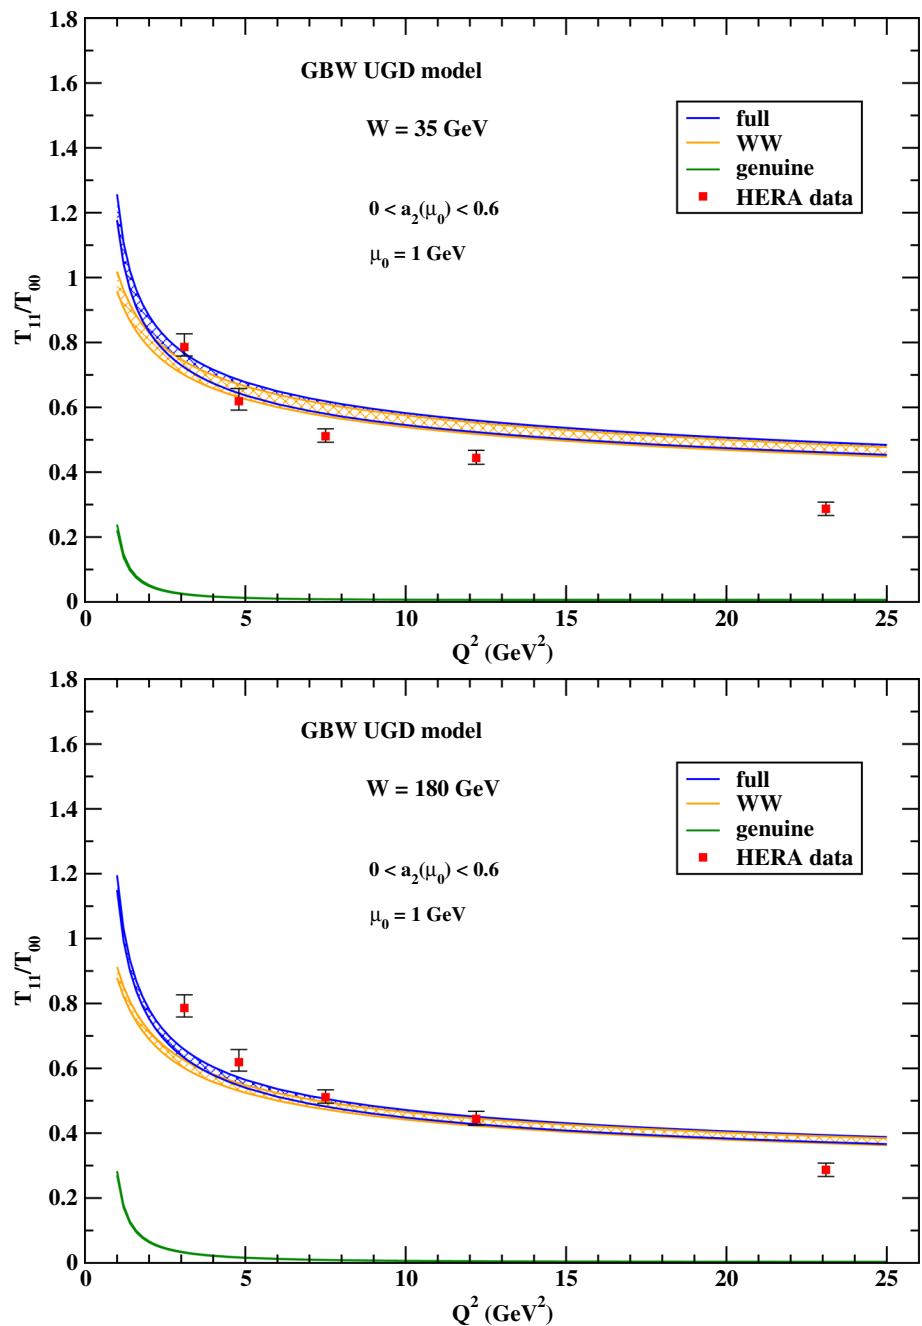 1.8
GBW UGD model
1.6
full
WW
genuine
HERA data
1.4
W = 35 GeV
1.2
0 < a₂(μ₀) < 0.6
μ₀ = 1 GeV
1
T₁₁/T₀₀
0.8
0.6
0.4
0.2
0
0 5 10 15 20 25
Q² (GeV²)
1.8
GBW UGD model
1.6
full
WW
genuine
HERA data
W = 180 GeV
1.4
1.2
0 < a₂(μ₀) < 0.6
μ₀ = 1 GeV
1
T₁₁/T₀₀
0.8
0.6
0.4
0.2
0
0 5 10 15 20 25
Q² (GeV²)